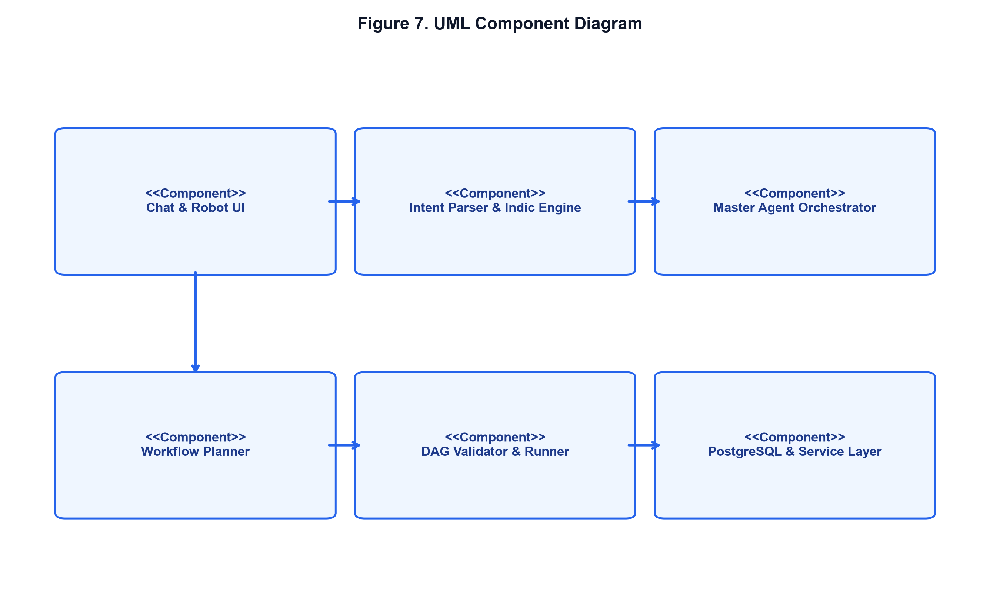 Figure 7. UML Component Diagram
<<Component>>
Chat & Robot UI
<<Component>>
Intent Parser & Indic Engine
<<Component>>
Master Agent Orchestrator
<<Component>>
Workflow Planner
<<Component>>
DAG Validator & Runner
<<Component>>
PostgreSQL & Service Layer